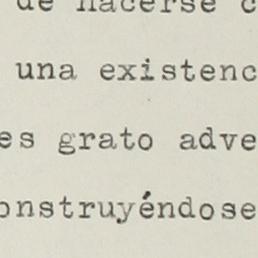 de hacerse c
una existenc
es grato adve
onstruyéndose